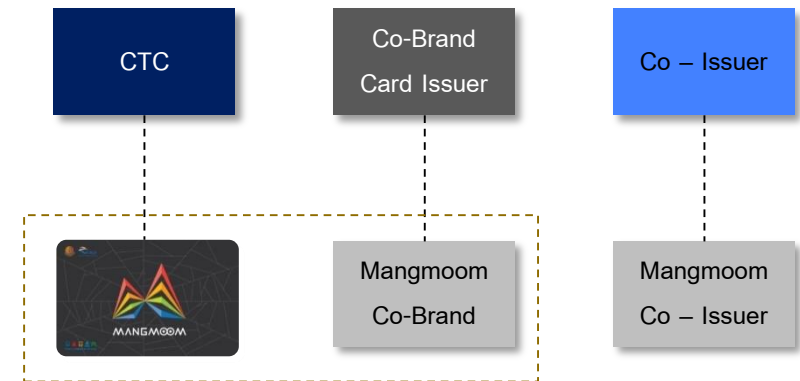 CTC
Co-Brand
Card Issuer
Co – Issuer
MANGMOOM
Mangmoom
Co-Brand
Mangmoom
Co – Issuer